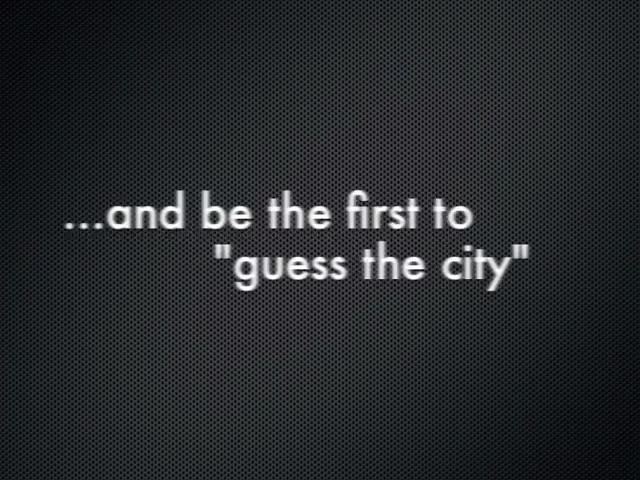 ...and be the first to
"guess the city"